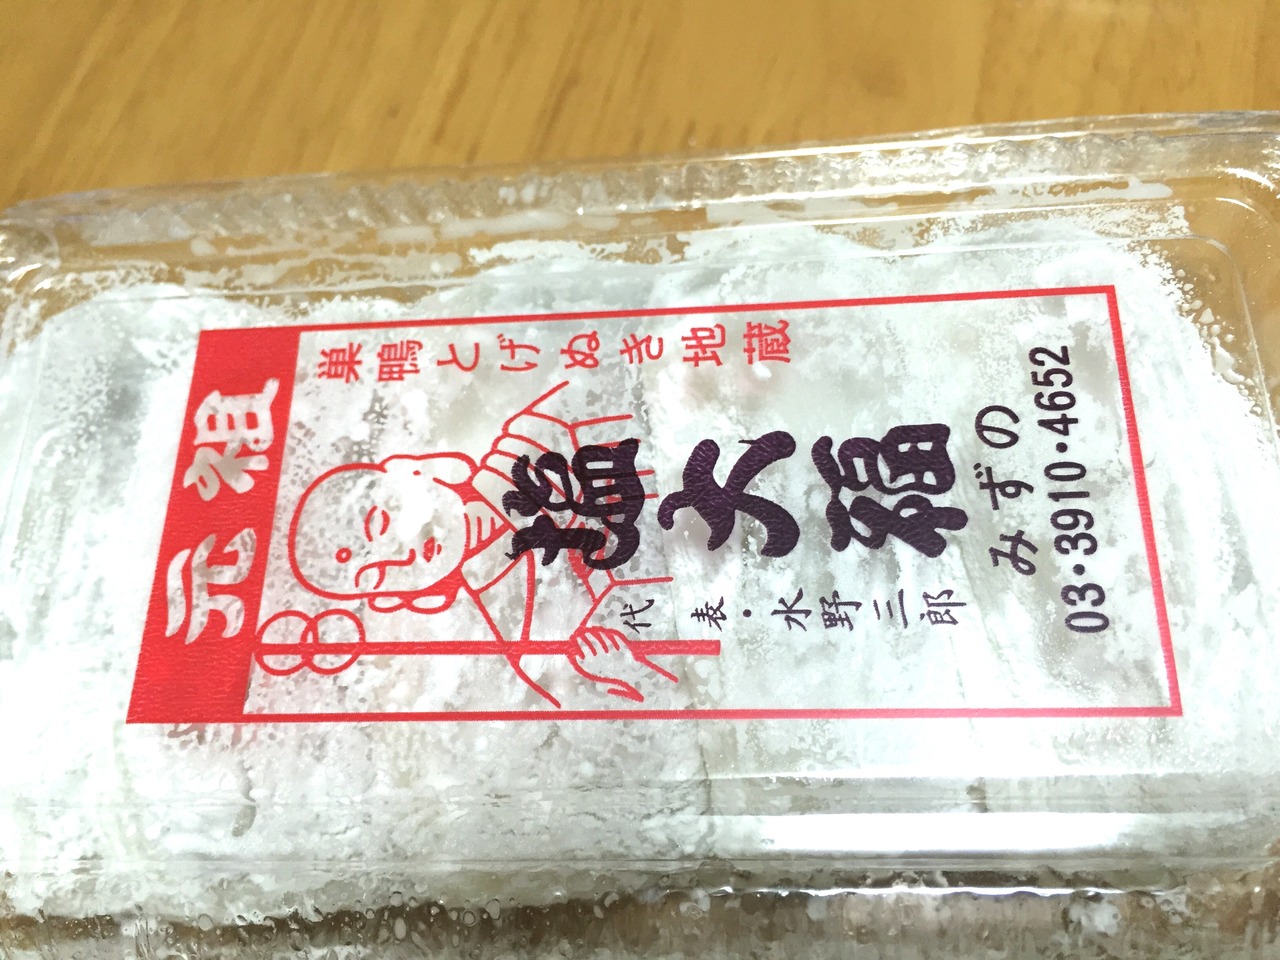 元祖
巣鴨とげぬき地蔵
塩大福
代表・水野三郎
みずの
03・3910・4652